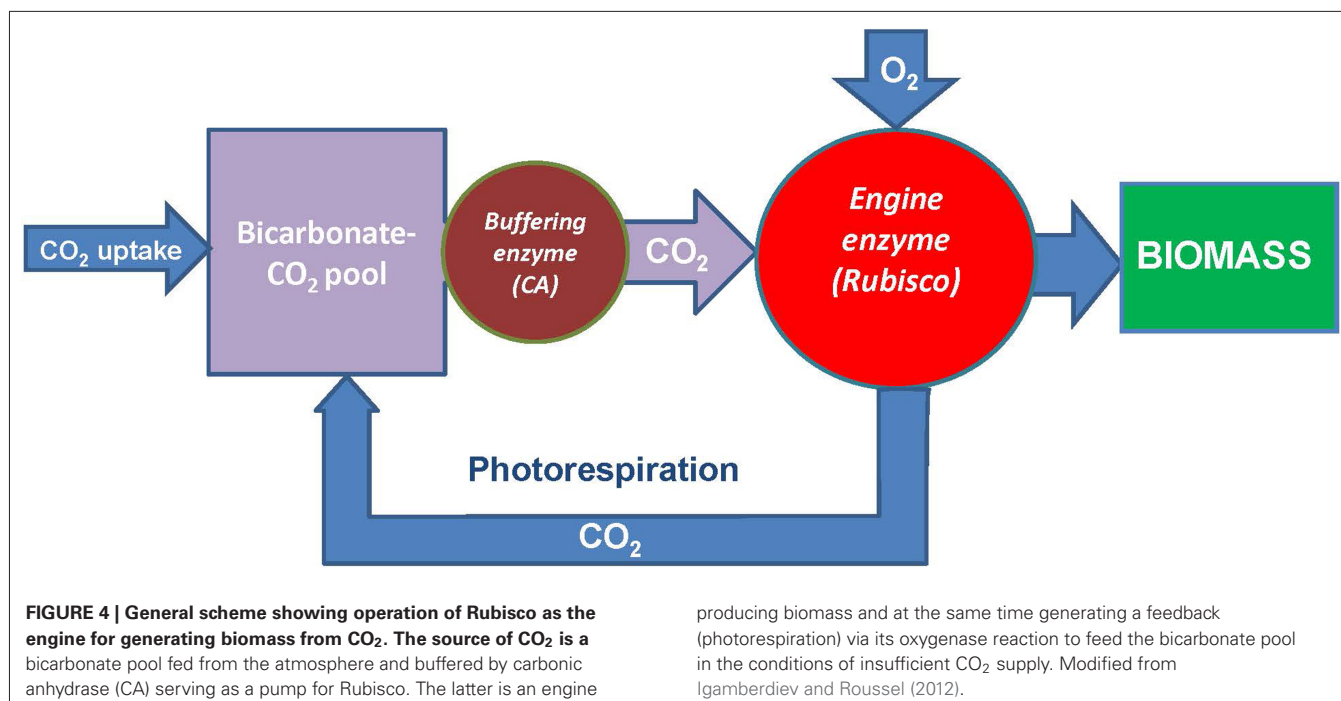 O₂
CO₂ uptake
Bicarbonate-
CO₂ pool
Buffering
enzyme
(CA)
CO₂
Engine
enzyme
(Rubisco)
BIOMASS
Photorespiration
CO₂
FIGURE 4 | General scheme showing operation of Rubisco as the
engine for generating biomass from CO₂. The source of CO₂ is a
bicarbonate pool fed from the atmosphere and buffered by carbonic
anhydrase (CA) serving as a pump for Rubisco. The latter is an engine
producing biomass and at the same time generating a feedback
(photorespiration) via its oxygenase reaction to feed the bicarbonate pool
in the conditions of insufficient CO₂ supply. Modified from
Igamberdiev and Roussel (2012).